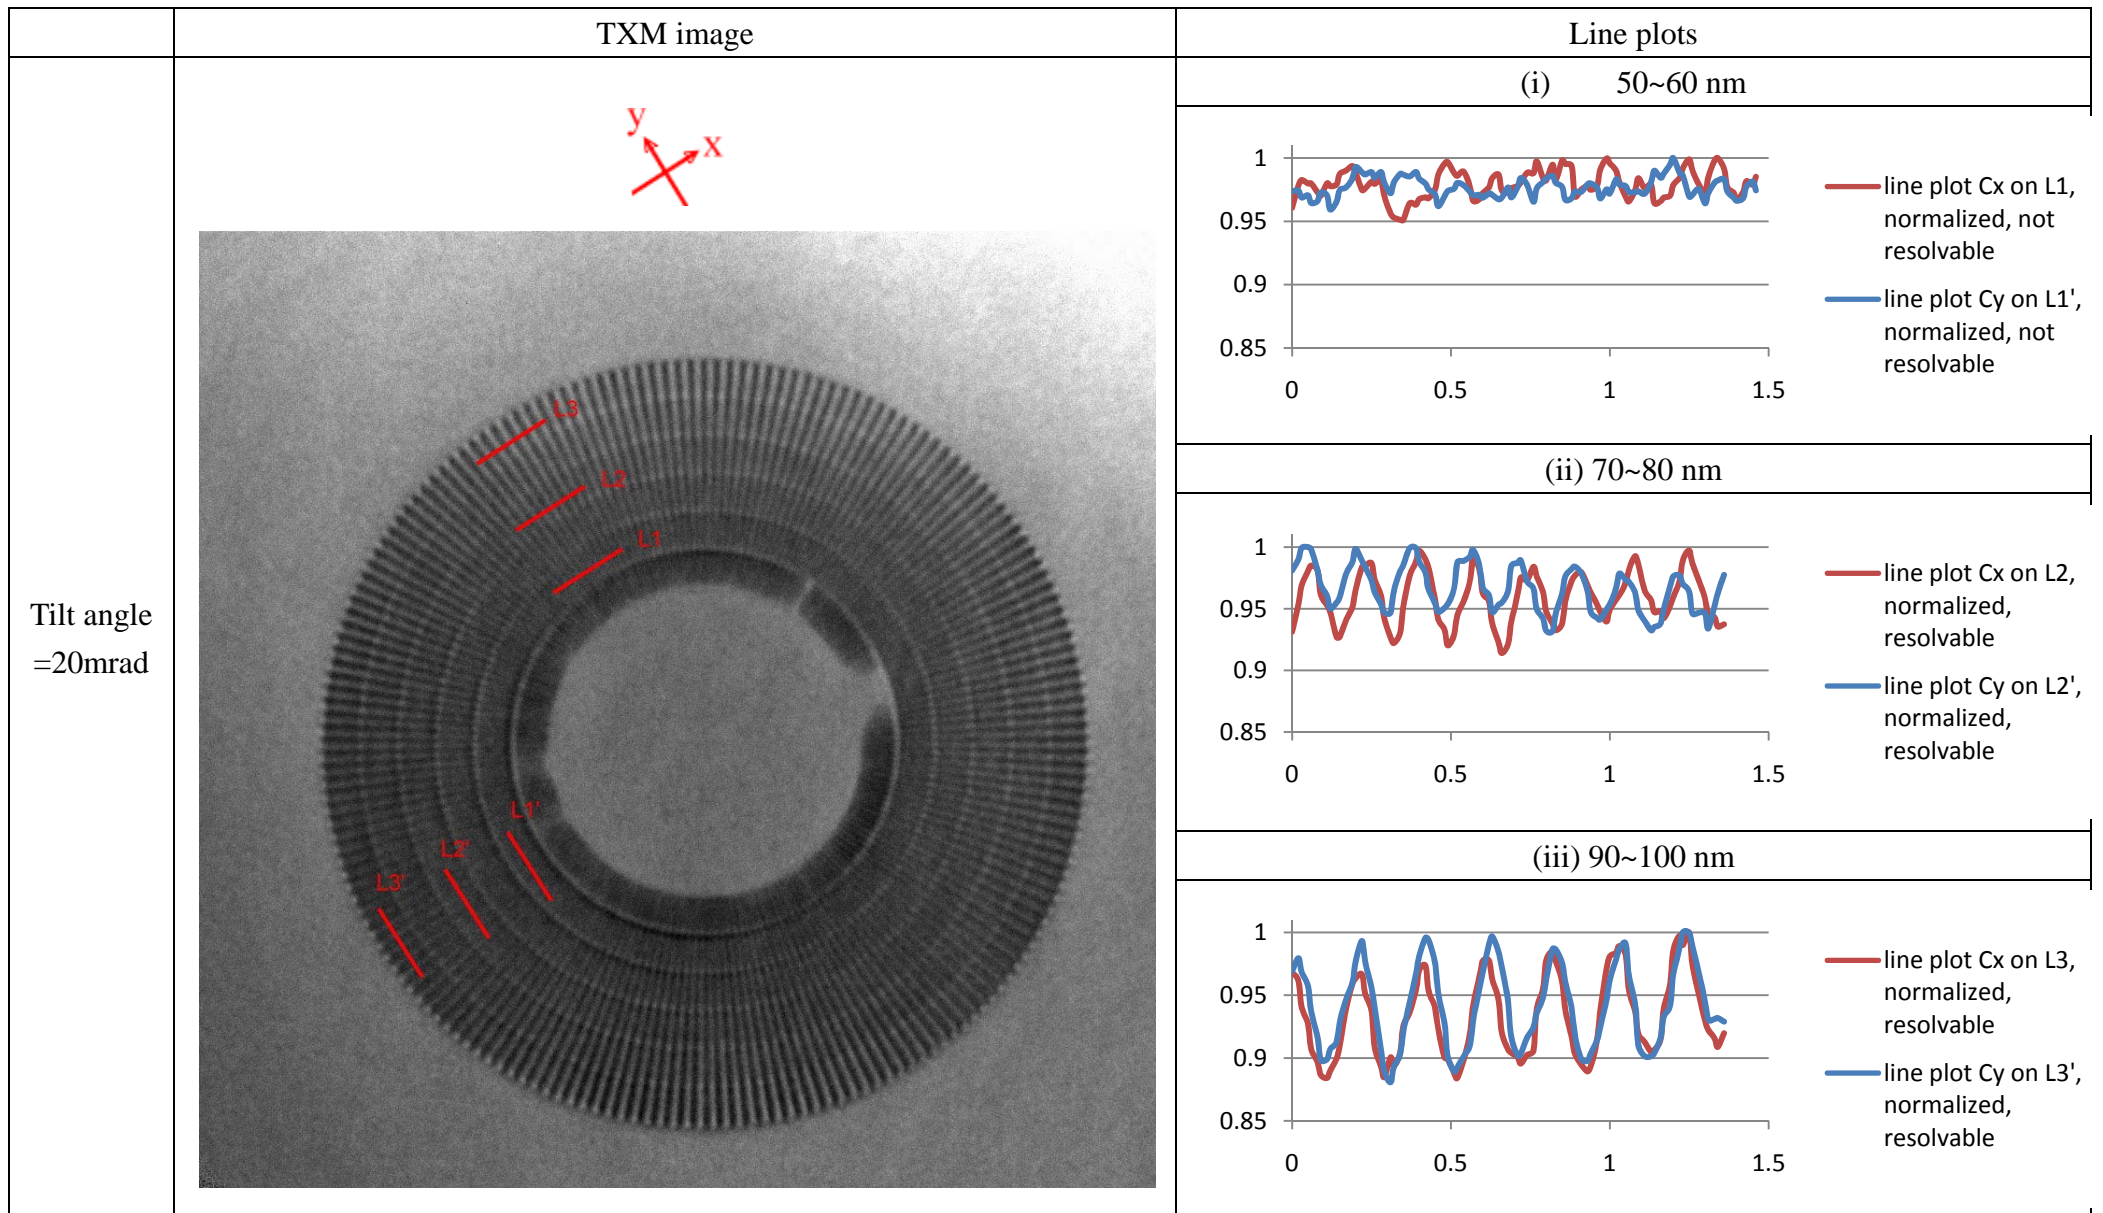 TXM image
Line plots
Tilt angle
=20mrad
y
x
L3
L2
L1
L1'
L2'
L3'
(i) 50~60 nm
1
0.95
0.9
0.85
0 0.5 1 1.5
line plot Cx on L1,
normalized, not
resolvable
line plot Cy on L1',
normalized, not
resolvable
(ii) 70~80 nm
1
0.95
0.9
0.85
0 0.5 1 1.5
line plot Cx on L2,
normalized,
resolvable
line plot Cy on L2',
normalized,
resolvable
(iii) 90~100 nm
1
0.95
0.9
0.85
0 0.5 1 1.5
line plot Cx on L3,
normalized,
resolvable
line plot Cy on L3',
normalized,
resolvable